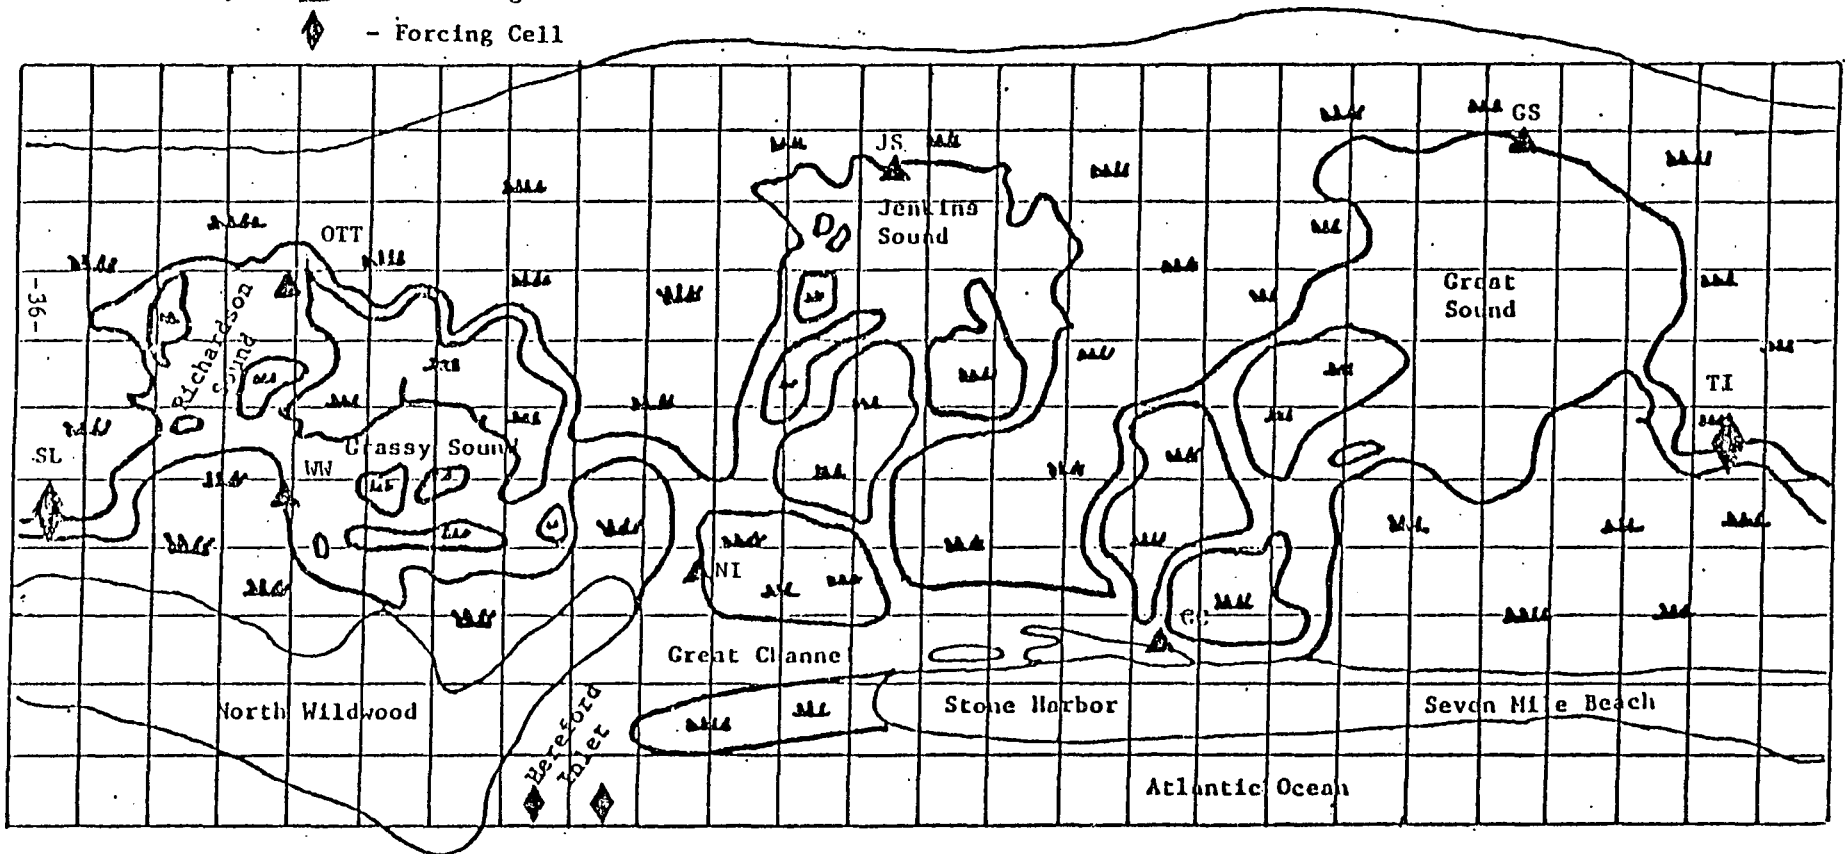 - Forcing Cell
GS
JS
Jenkins
Sound
OTT
Great
Sound
-36-
Richardson
Sound
TI
Grassy Sound
SL
WW
NI
Great Channel
North Wildwood
Stone Harbor
Seven Mile Beach
Hereford
Inlet
Atlantic Ocean